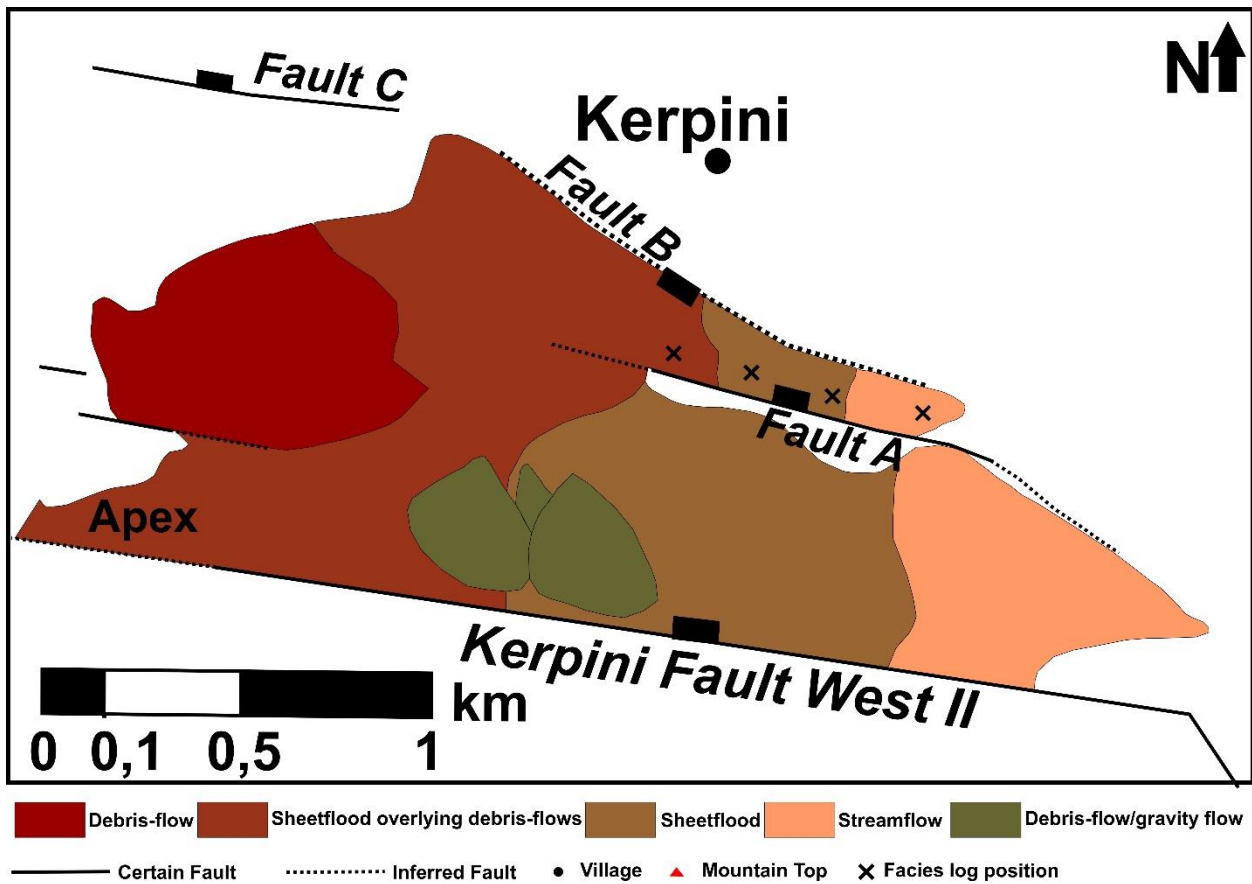 Fault C
N
Kerpini
Fault B
Fault A
Apex
Kerpini Fault West II
km
0 0,1 0,5 1
Debris-flow Sheetflood overlying debris-flows Sheetflood Streamflow Debris-flow/gravity flow
Certain Fault Inferred Fault Village Mountain Top Facies log position